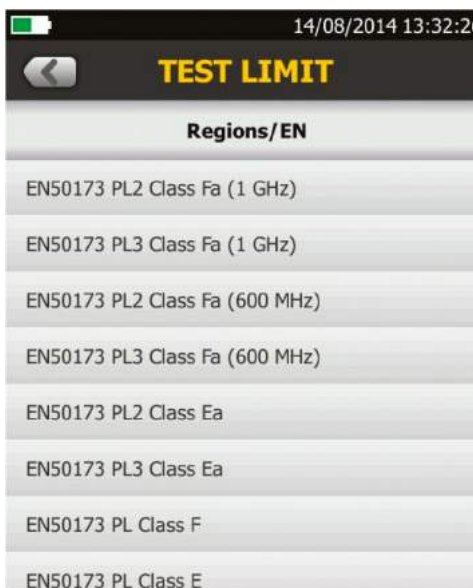 14/08/2014 13:32:20
TEST LIMIT
Regions/EN
EN50173 PL2 Class Fa (1 GHz)
EN50173 PL3 Class Fa (1 GHz)
EN50173 PL2 Class Fa (600 MHz)
EN50173 PL3 Class Fa (600 MHz)
EN50173 PL2 Class Ea
EN50173 PL3 Class Ea
EN50173 PL Class F
EN50173 PL Class E